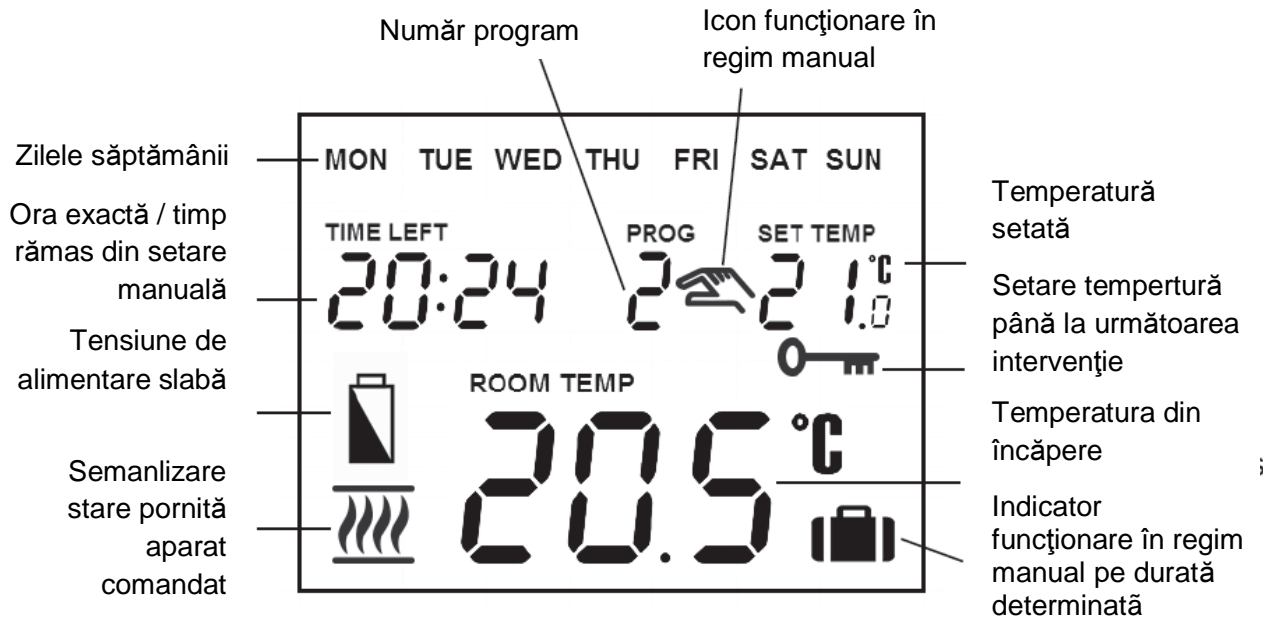 Număr program
Icon funcţionare în
regim manual
Zilele săptămânii
Ora exactă / timp
rămas din setare
manuală
Tensiune de
alimentare slabă
Semanlizare
stare pornită
aparat
comandat
MON TUE WED THU FRI SAT SUN
TIME LEFT PROG SET TEMP
20:24 2 21.0 °C
ROOM TEMP
20.5 °C
Temperatură
setată
Setare tempertură
până la următoarea
intervenţie
Temperatura din
încăpere
Indicator
funcţionare în regim
manual pe durată
determinatã